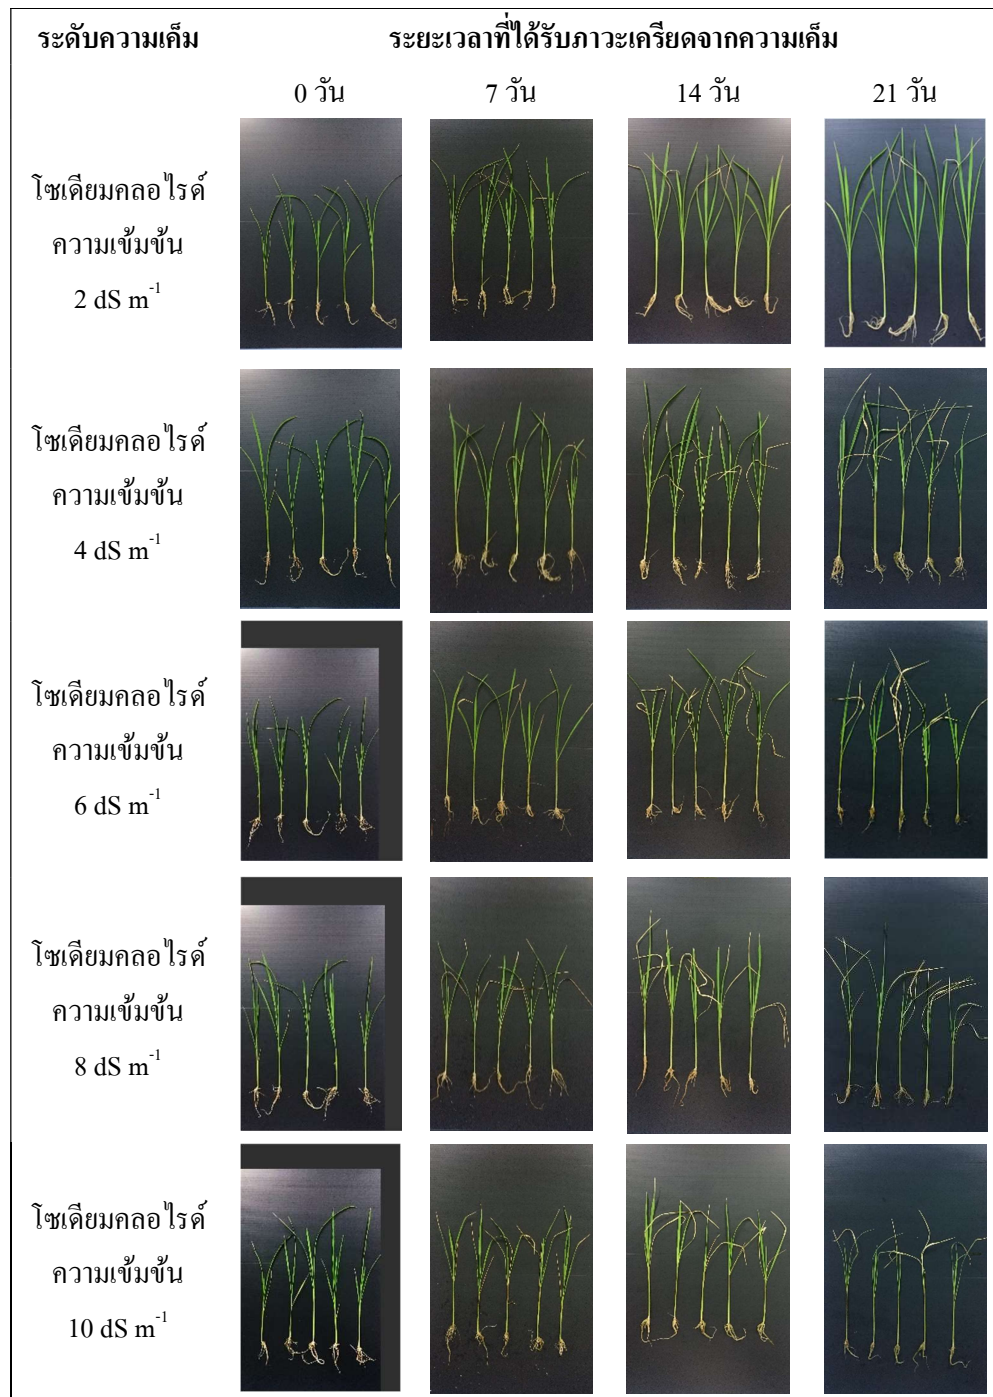 ระดับความเค็ม ระยะเวลาที่ได้รับภาวะเครียดจากความเค็ม
0 วัน 7 วัน 14 วัน 21 วัน
โซเดียมคลอไรด์
ความเข้มข้น
2 dS m⁻¹
โซเดียมคลอไรด์
ความเข้มข้น
4 dS m⁻¹
โซเดียมคลอไรด์
ความเข้มข้น
6 dS m⁻¹
โซเดียมคลอไรด์
ความเข้มข้น
8 dS m⁻¹
โซเดียมคลอไรด์
ความเข้มข้น
10 dS m⁻¹